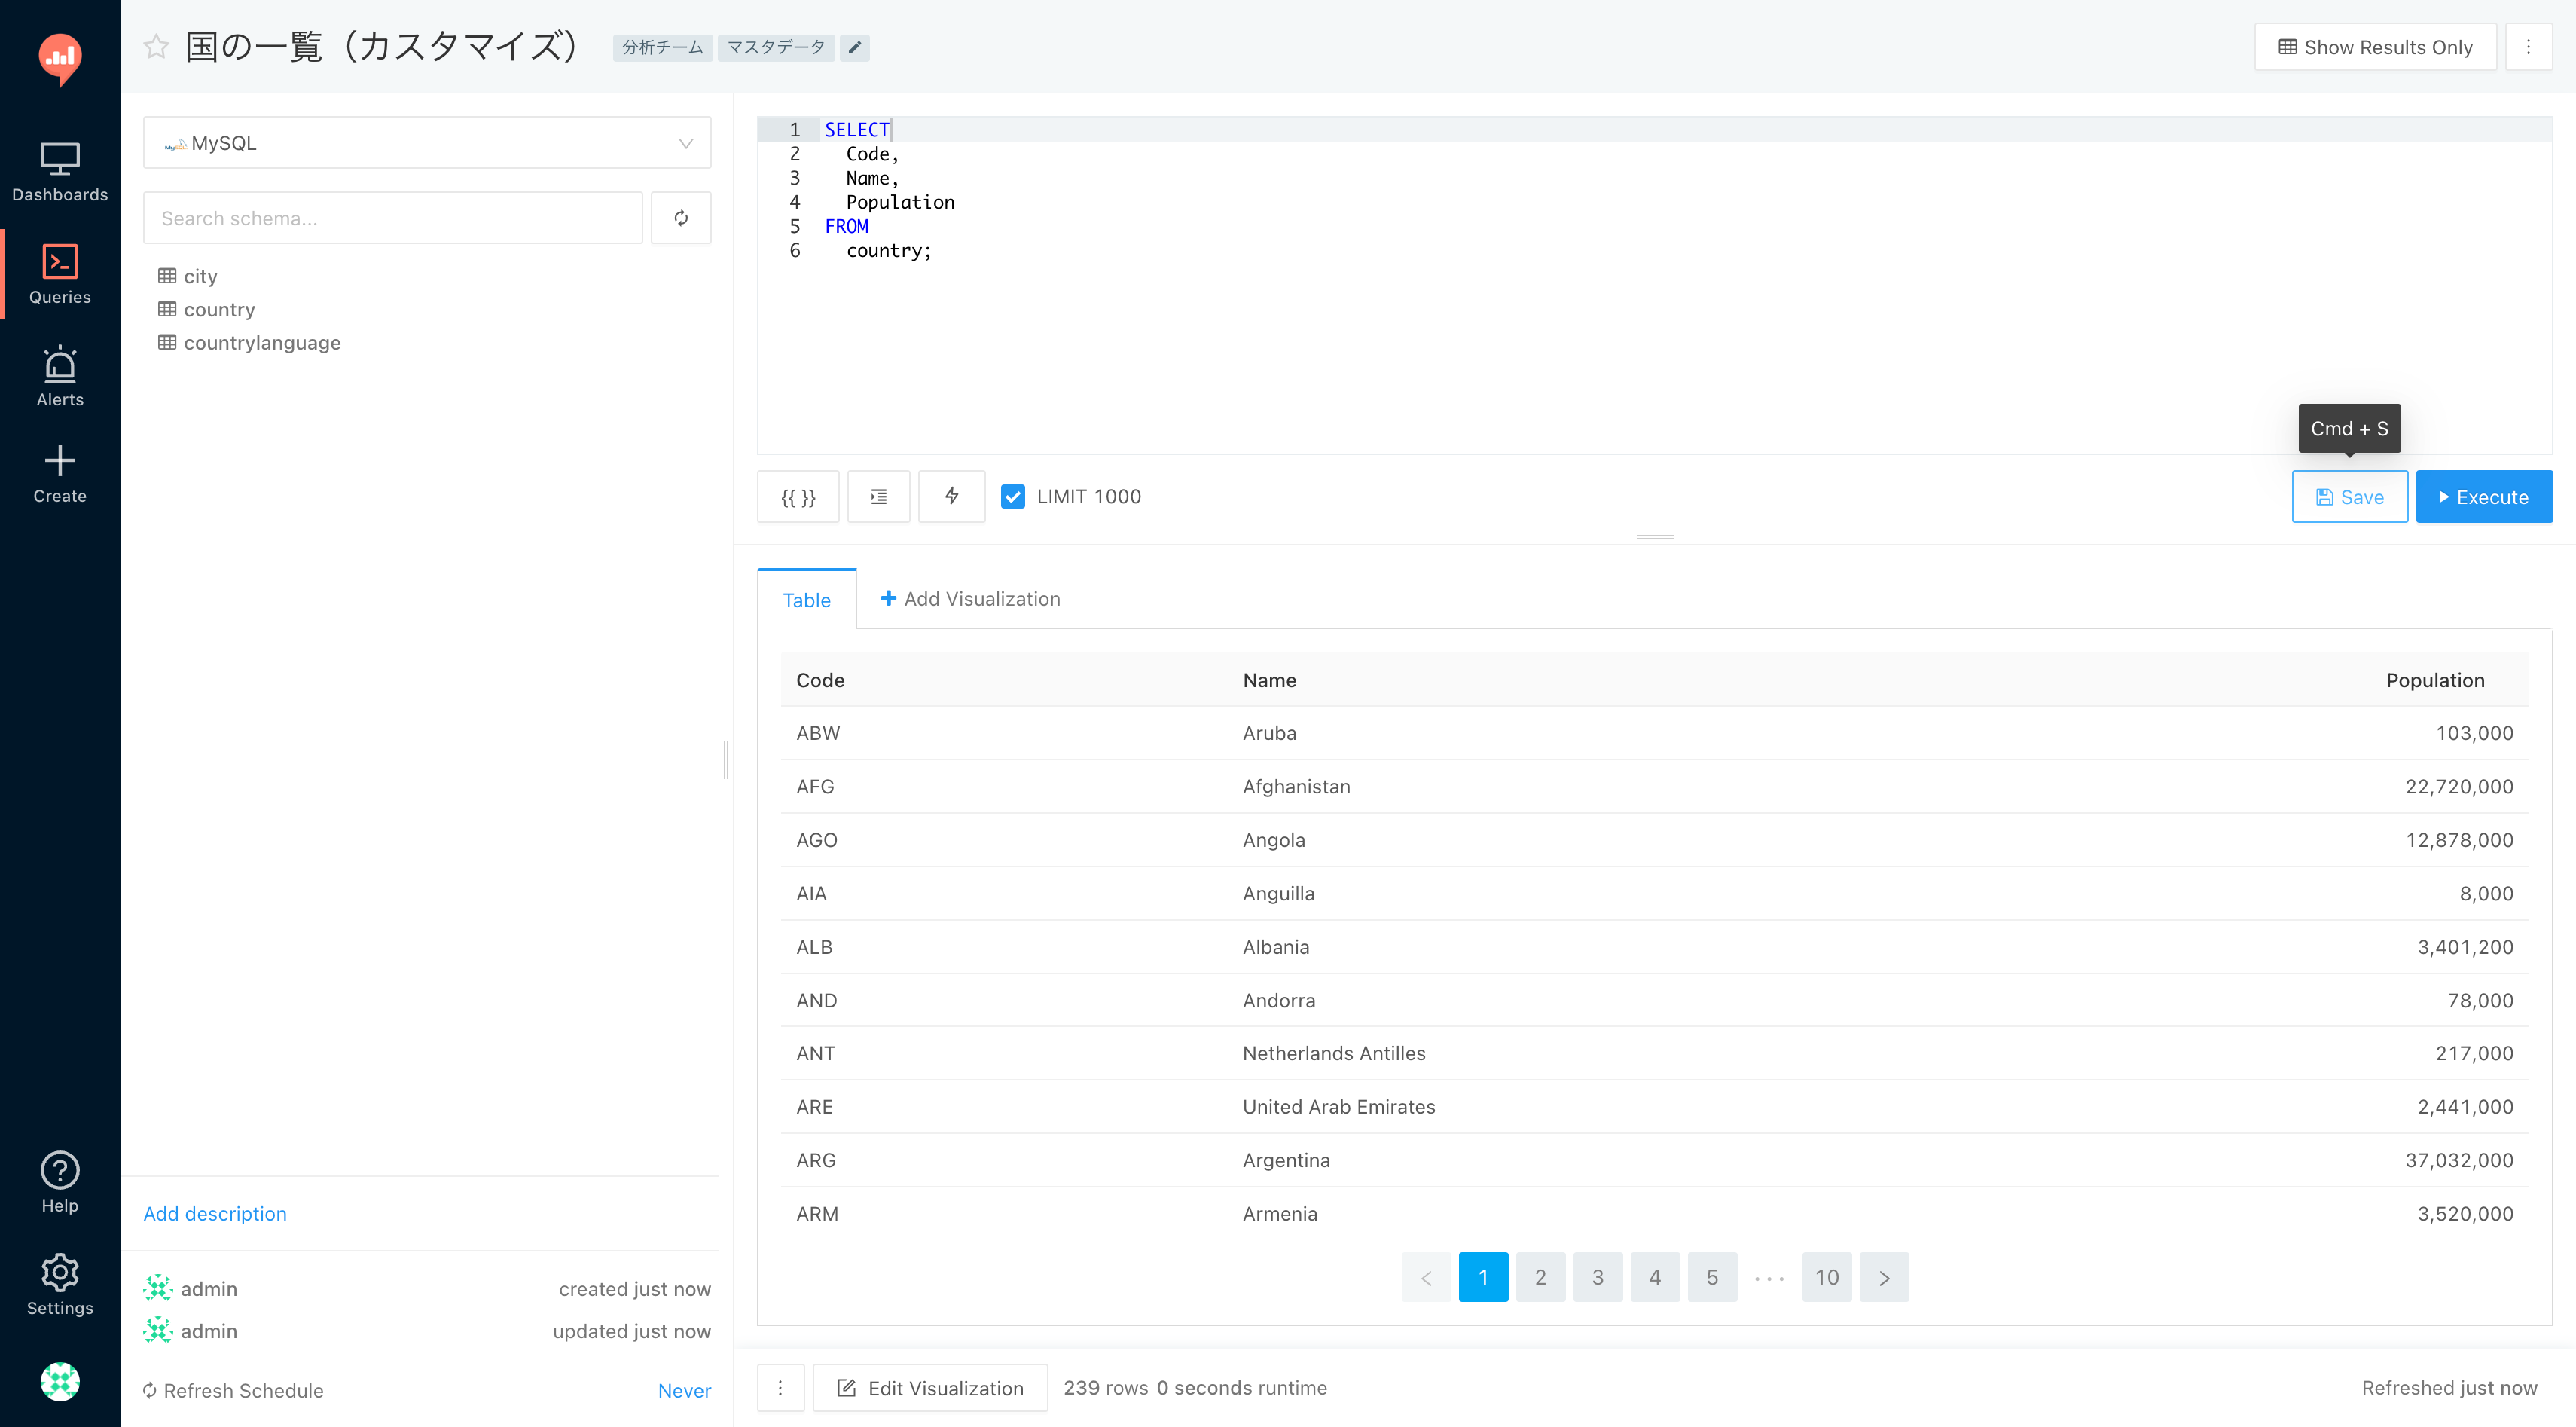 国の一覧（カスタマイズ）
分析チーム マスタデータ
Show Results Only
Dashboards
Queries
Alerts
Create
Help
Settings
MySQL
Search schema...
city
country
countrylanguage
Add description
admin created just now
admin updated just now
Refresh Schedule Never
1 SELECT
2 Code,
3 Name,
4 Population
5 FROM
6 country;
Cmd + S
{{ }} LIMIT 1000 Save Execute
Table Add Visualization
Code Name Population
ABW Aruba 103,000
AFG Afghanistan 22,720,000
AGO Angola 12,878,000
AIA Anguilla 8,000
ALB Albania 3,401,200
AND Andorra 78,000
ANT Netherlands Antilles 217,000
ARE United Arab Emirates 2,441,000
ARG Argentina 37,032,000
ARM Armenia 3,520,000
< 1 2 3 4 5 ··· 10 >
Edit Visualization 239 rows 0 seconds runtime Refreshed just now